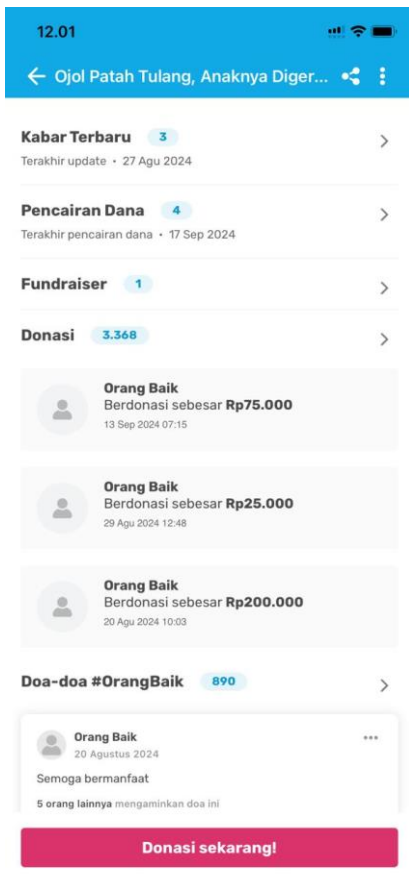 12.01
Ojol Patah Tulang, Anaknya Diger...
Kabar Terbaru 3
Terakhir update • 27 Agu 2024
Pencairan Dana 4
Terakhir pencairan dana • 17 Sep 2024
Fundraiser 1
Donasi 3.368
Orang Baik
Berdonasi sebesar Rp75.000
13 Sep 2024 07:15
Orang Baik
Berdonasi sebesar Rp25.000
29 Agu 2024 12:48
Orang Baik
Berdonasi sebesar Rp200.000
20 Agu 2024 10:03
Doa-doa #OrangBaik 890
Orang Baik
20 Agustus 2024
Semoga bermanfaat
5 orang lainnya mengaminkan doa ini
Donasi sekarang!